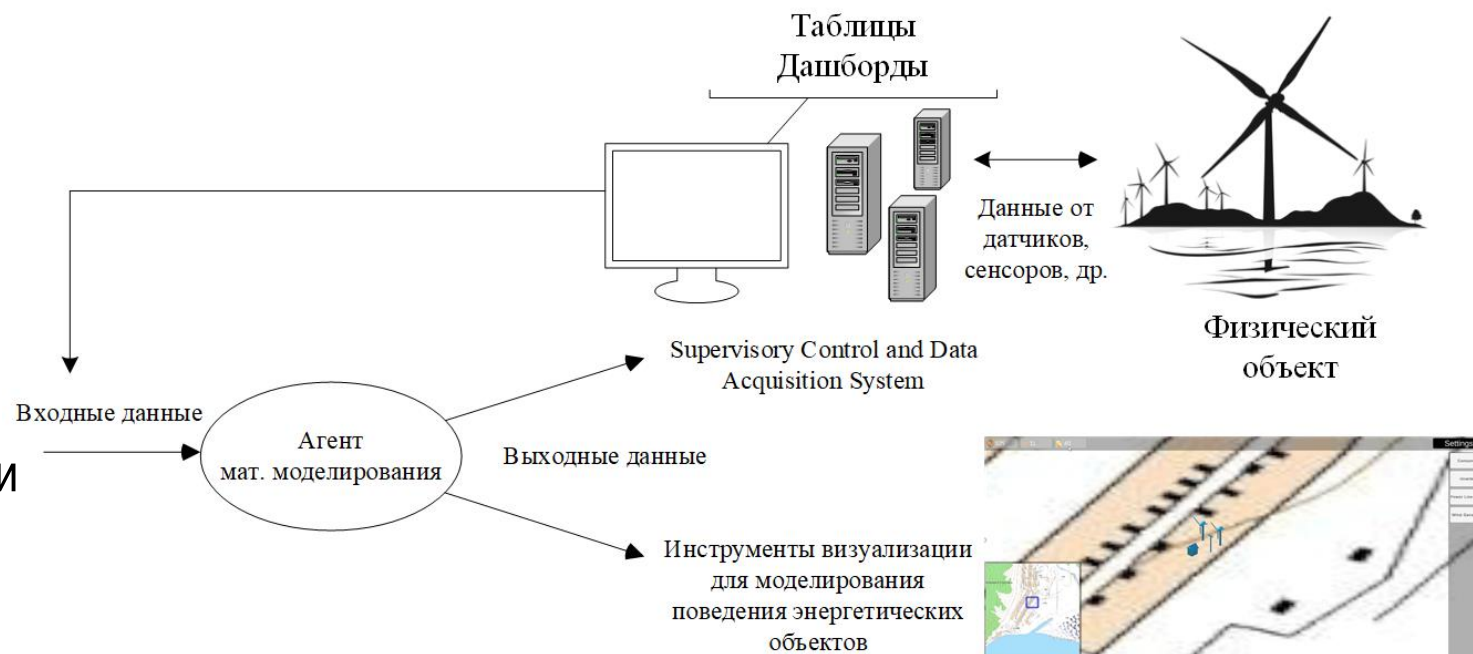 Таблицы
Дашборды
Данные от
датчиков,
сенсоров, др.
Физический
объект
Supervisory Control and Data
Acquisition System
Входные данные
и
Агент
мат. моделирования
Выходные данные
Инструменты визуализации
для моделирования
поведения энергетических
объектов
Settings